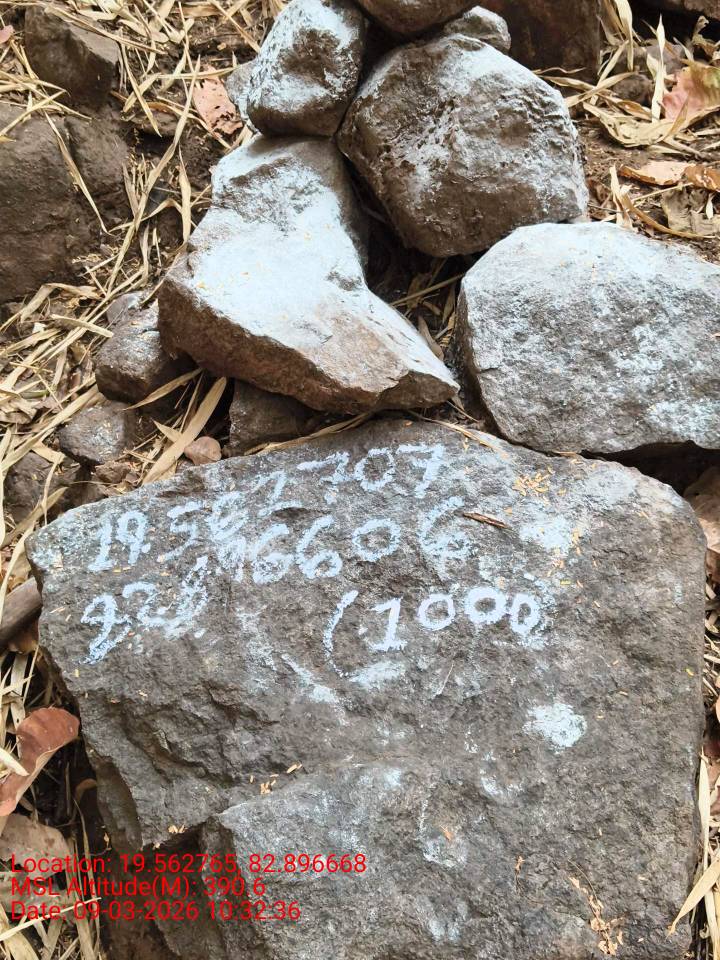 19.562707
82.896606
(1000
Location: 19.562765, 82.896668
MSL Altitude(M): 390.6
Date: 09-03-2026 10:32:36